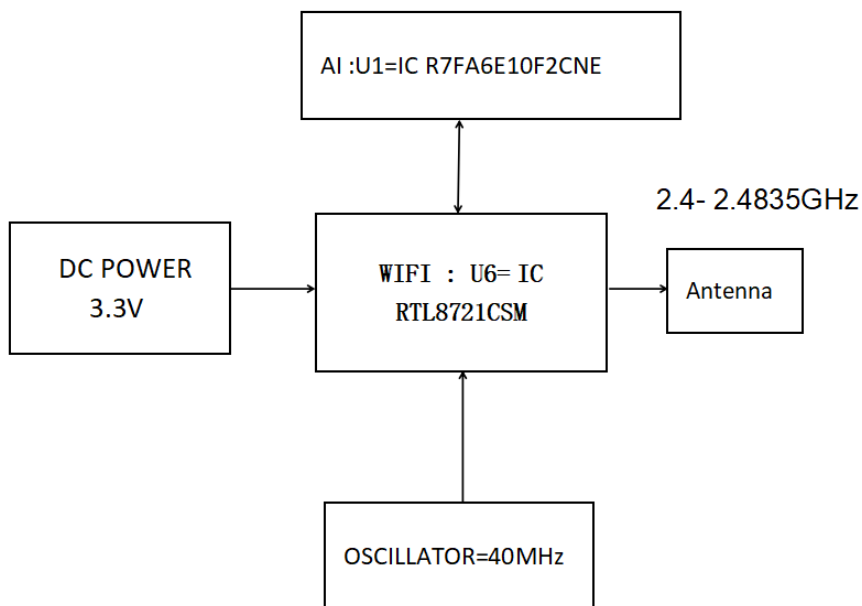 AI :U1=IC R7FA6E10F2CNE
2.4- 2.4835GHz
DC POWER
3.3V
WIFI : U6= IC
RTL8721CSM
Antenna
OSCILLATOR=40MHz